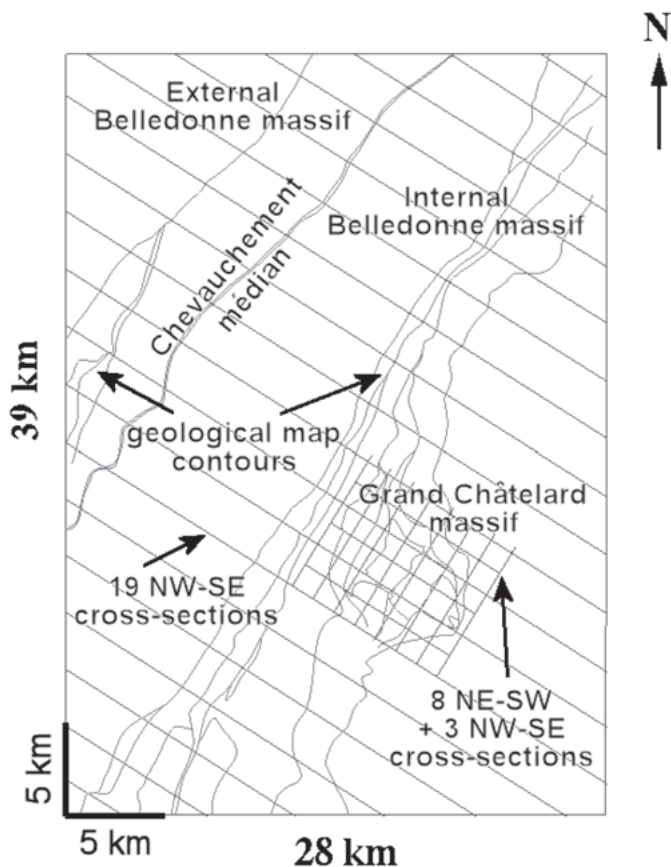 N
External
Belledonne massif
Internal
Belledonne massif
Chevauchement
médian
39 km
geological map
contours
Grand Châtelard
massif
19 NW-SE
cross-sections
8 NE-SW
+ 3 NW-SE
cross-sections
5 km
5 km
28 km